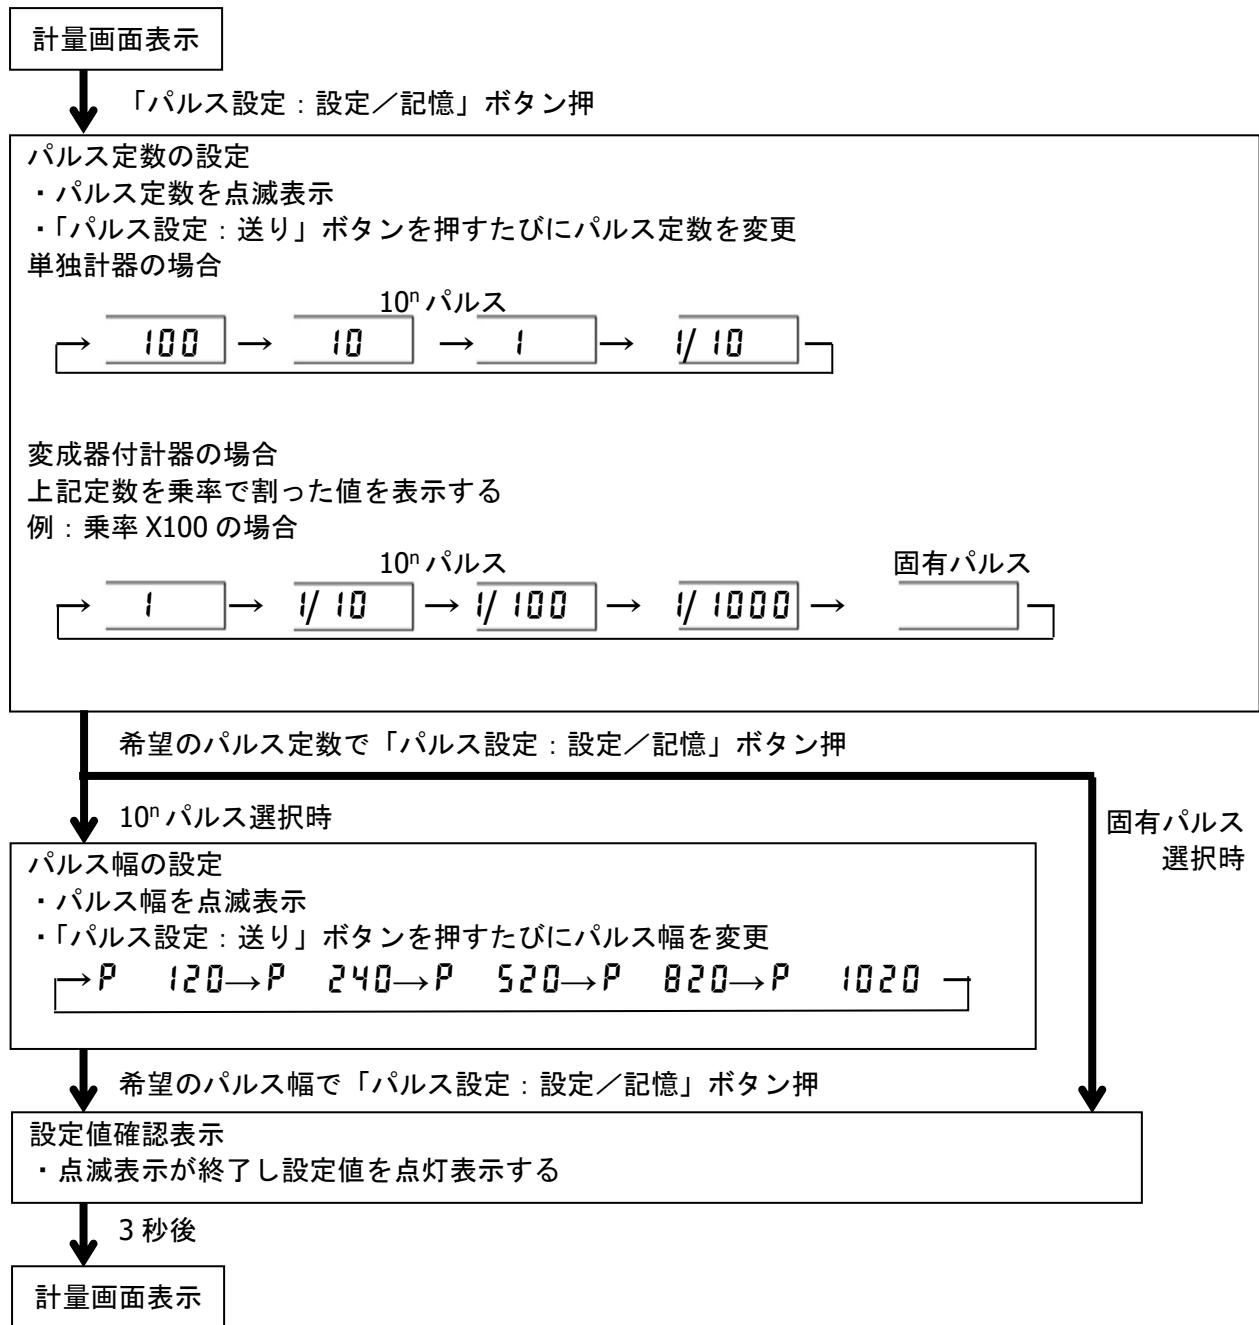 計量画面表示
「パルス設定：設定／記憶」ボタン押
パルス定数の設定
・パルス定数を点滅表示
・「パルス設定：送り」ボタンを押すたびにパルス定数を変更
単独計器の場合
10ⁿ パルス
→ 100 → 10 → 1 → 1/ 10
変成器付計器の場合
上記定数を乗率で割った値を表示する
例：乗率 X100 の場合
10ⁿ パルス 固有パルス
→ 1 → 1/ 10 → 1/ 100 → 1/ 1000 →
希望のパルス定数で「パルス設定：設定／記憶」ボタン押
10ⁿ パルス選択時
固有パルス
選択時
パルス幅の設定
・パルス幅を点滅表示
・「パルス設定：送り」ボタンを押すたびにパルス幅を変更
→P 120→P 240→P 520→P 820→P 1020
希望のパルス幅で「パルス設定：設定／記憶」ボタン押
設定値確認表示
・点滅表示が終了し設定値を点灯表示する
3 秒後
計量画面表示